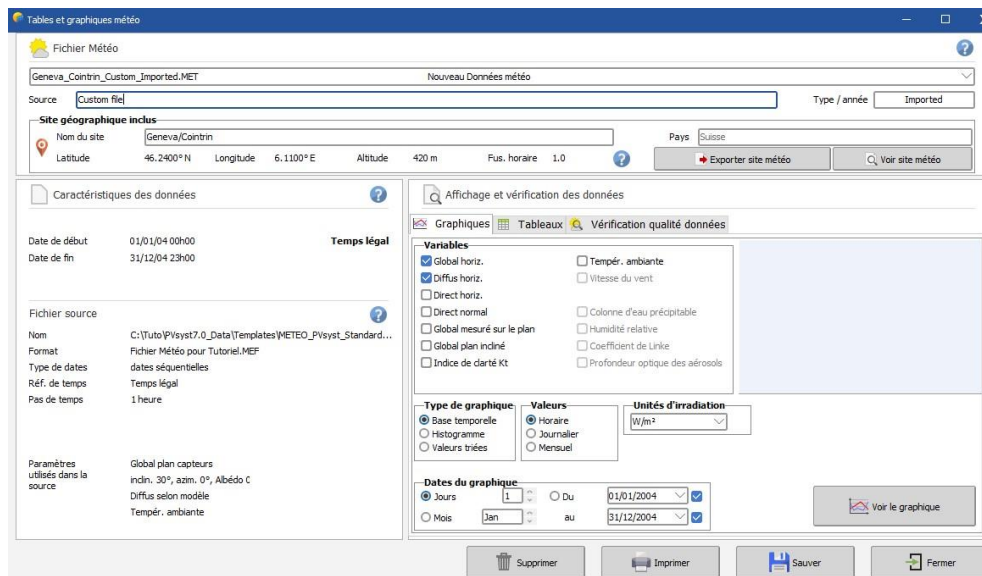 Tables et graphiques météo
Fichier Météo
Geneva_Cointrin_Custom_Imported.MET Nouveau Données météo
Source Custom file Type / année Imported
Site géographique inclus
Nom du site Geneva/Cointrin Pays Suisse
Latitude 46.2400° N Longitude 6.1100° E Altitude 420 m Fus. horaire 1.0 Exporter site météo Voir site météo
Caractéristiques des données
Date de début 01/01/04 00h00 Temps légal
Date de fin 31/12/04 23h00
Fichier source
Nom C:\Tuto\PVsyst7.0_Data\Templates\METEO_PVsyst_Standard...
Format Fichier Météo pour Tutoriel.MEF
Type de dates dates séquentielles
Réf. de temps Temps légal
Pas de temps 1 heure
Paramètres utilisés dans la source
Global plan capteurs
inclin. 30°, azim. 0°, Albédo 0
Diffus selon modèle
Tempér. ambiante
Affichage et vérification des données
Graphiques Tableaux Vérification qualité données
Variables
Global horiz. Tempér. ambiante
Diffus horiz. Vitesse du vent
Direct horiz.
Direct normal Colonne d'eau précipitable
Global mesuré sur le plan Humidité relative
Global plan incliné Coefficient de Linke
Indice de clarté Kt Profondeur optique des aérosols
Type de graphique Valeurs Unités d'irradiation
Base temporelle Horaire W/m²
Histogramme Journalier
Valeurs triées Mensuel
Dates du graphique
Jours 1 Du 01/01/2004
Mois Jan au 31/12/2004
Voir le graphique
Supprimer Imprimer Sauver Fermer